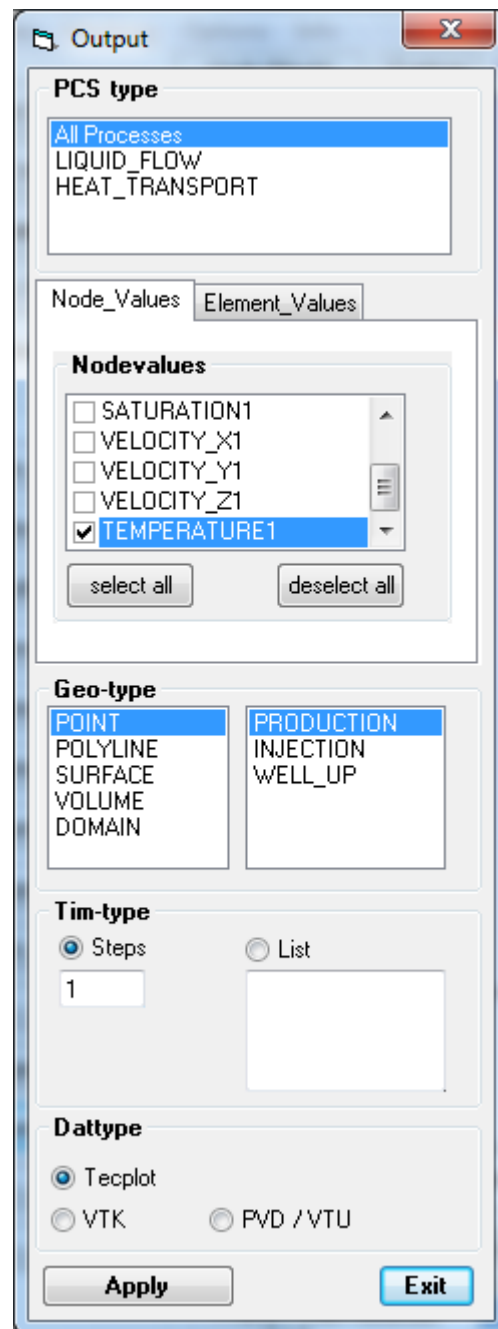 Output
PCS type
All Processes
LIQUID_FLOW
HEAT_TRANSPORT
Node_Values Element_Values
Nodevalues
SATURATION1
VELOCITY_X1
VELOCITY_Y1
VELOCITY_Z1
TEMPERATURE1
select all deselect all
Geo-type
POINT
POLYLINE
SURFACE
VOLUME
DOMAIN
PRODUCTION
INJECTION
WELL_UP
Tim-type
Steps List
1
Dattype
Tecplot
VTK PVD / VTU
Apply Exit